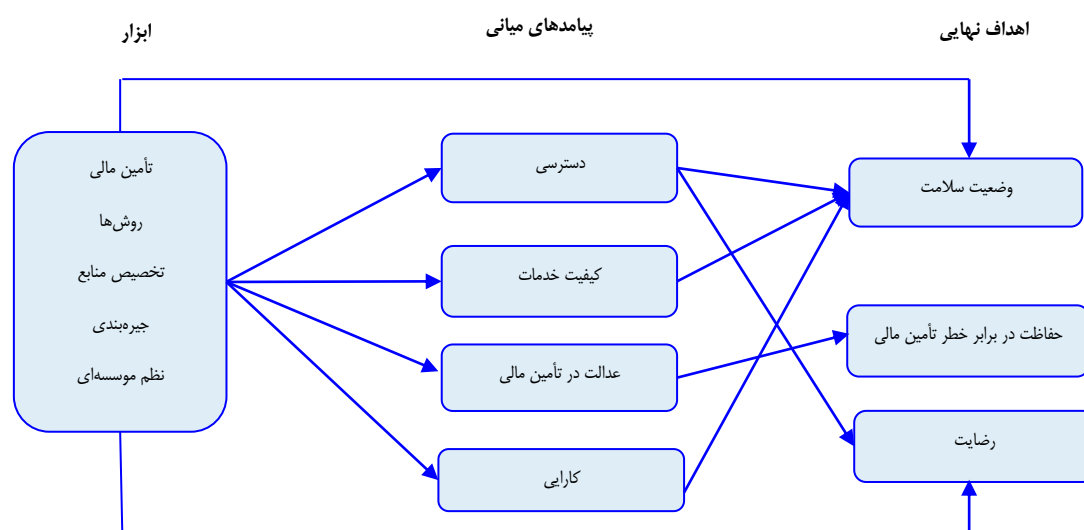 ابزار
پیامدهای میانی
اهداف نهایی
تأمین مالی
روش‌ها
تخصیص منابع
جیره‌بندی
نظم موسسه‌ای
دسترسی
کیفیت خدمات
عدالت در تأمین مالی
کارایی
وضعیت سلامت
حفاظت در برابر خطر تأمین مالی
رضایت